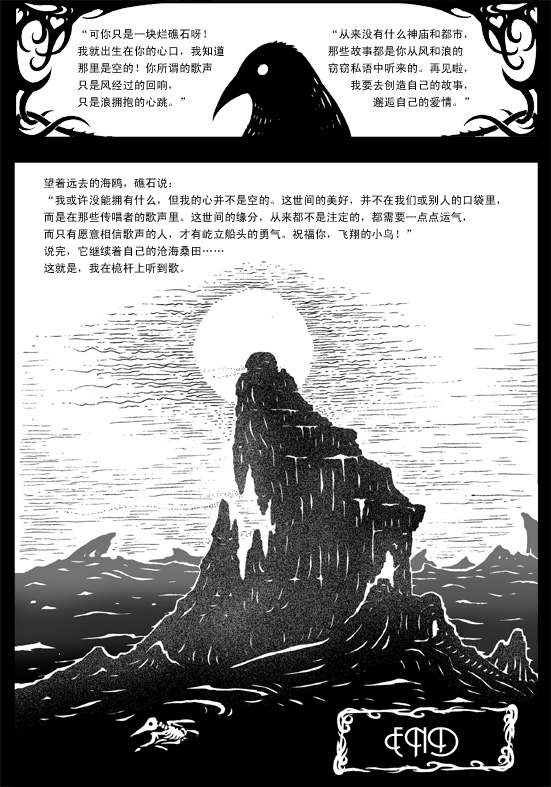 “可你只是一块烂礁石呀！
我就出生在你的心口，我知道
那里是空的！你所谓的歌声
只是风经过的回响，
只是浪拥抱的心跳。”
“从来没有什么神庙和都市，
那些故事都是你从风和浪的
窃窃私语中听来的。再见啦，
我要去创造自己的故事，
邂逅自己的爱情。”
望着远去的海鸥，礁石说：
“我或许没能拥有什么，但我的心并不是空的。这世间的美好，并不在我们或别人的口袋里，
而是在那些传唱者的歌声里。这世间的缘分，从来都不是注定的，都需要一点点运气，
而只有愿意相信歌声的人，才有屹立船头的勇气。祝福你，飞翔的小鸟！”
说完，它继续着自己的沧海桑田……
这就是，我在桅杆上听到歌。
END